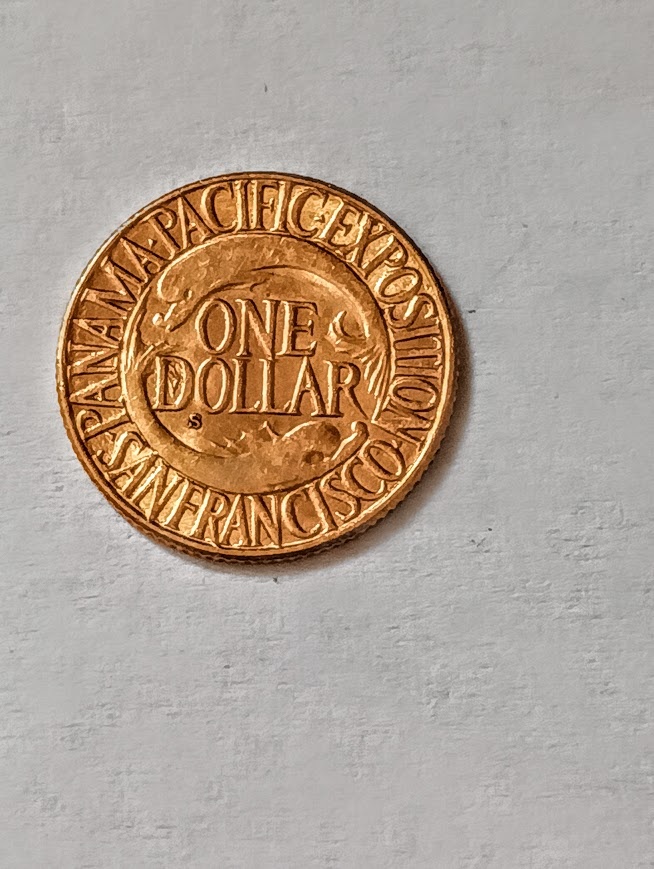 PANAMA·PACIFIC·EXPOSITION·
SAN FRANCISCO·
ONE
DOLLAR
S